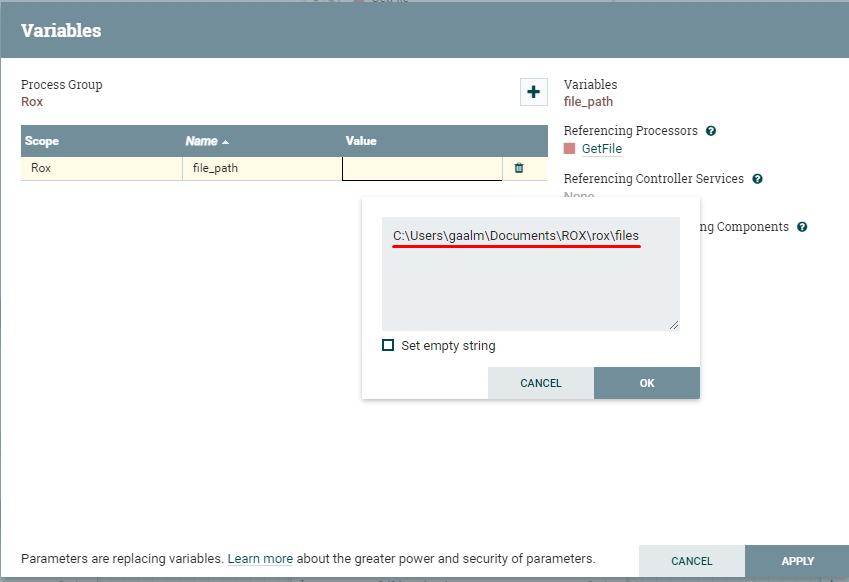 Variables
Process Group
Rox
Variables
file_path
Referencing Processors
GetFile
Referencing Controller Services
None
ng Components
Scope Name Value
Rox file_path
C:\Users\gaalm\Documents\ROX\rox\files
Set empty string
CANCEL OK
Parameters are replacing variables. Learn more about the greater power and security of parameters.
CANCEL APPLY